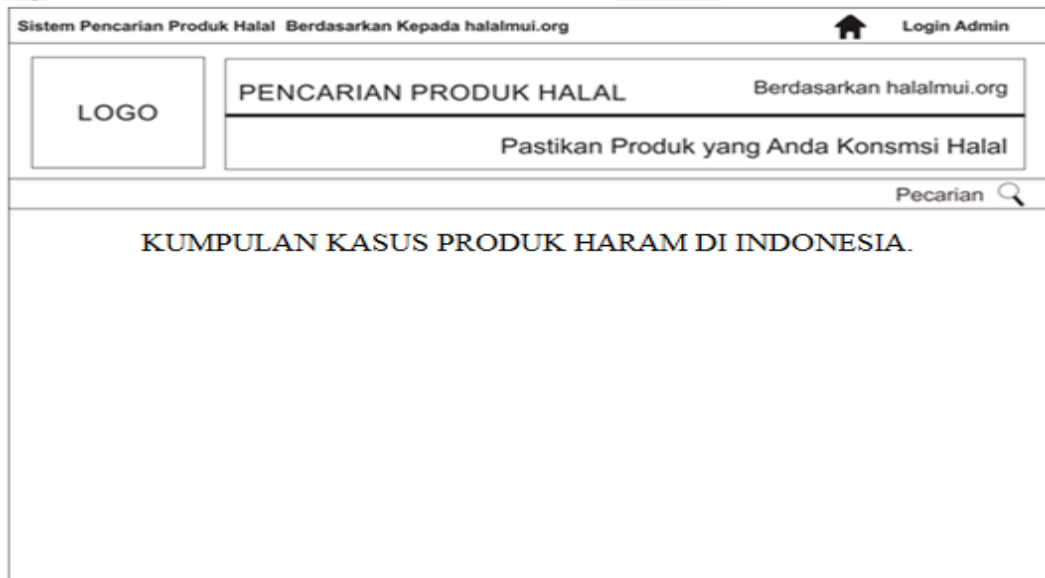 Sistem Pencarian Produk Halal Berdasarkan Kepada halalmui.org Login Admin
LOGO
PENCARIAN PRODUK HALAL Berdasarkan halalmui.org
Pastikan Produk yang Anda Konsmsi Halal
Pecarian
KUMPULAN KASUS PRODUK HARAM DI INDONESIA.